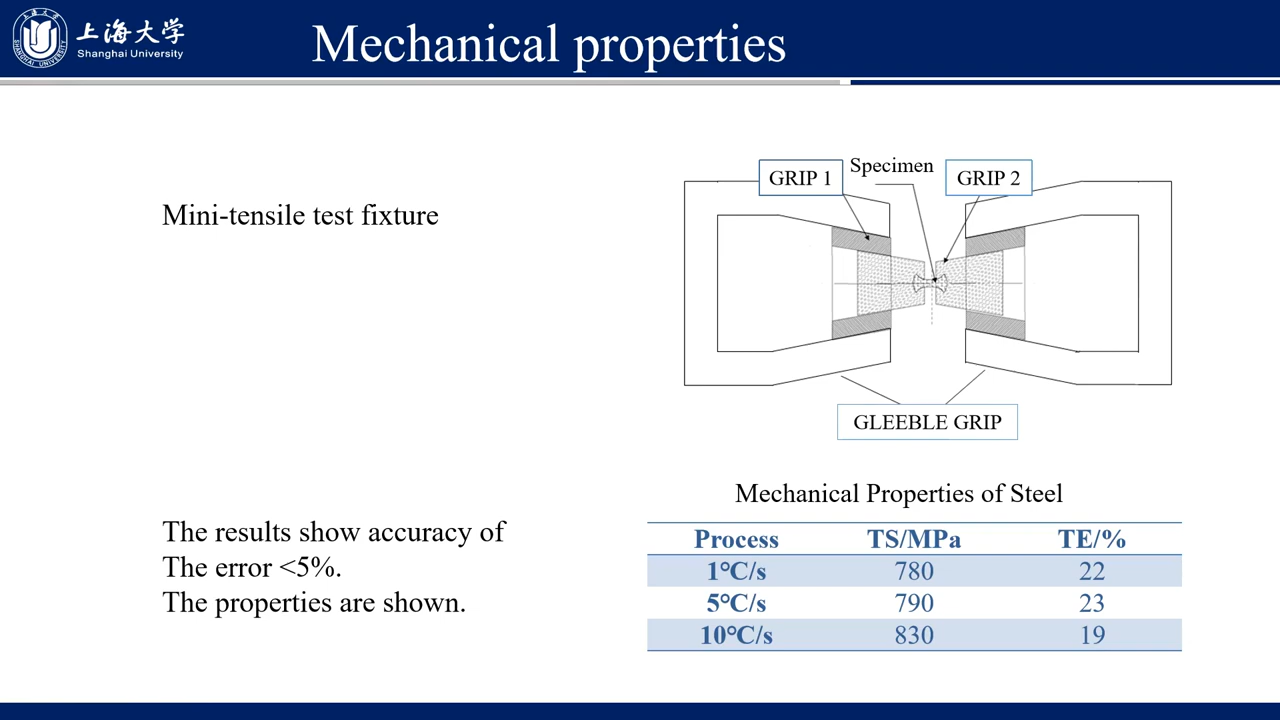 上海大学
Shanghai University
Mechanical properties
Mini-tensile test fixture
GRIP 1
Specimen
GRIP 2
GLEEBLE GRIP
The results show accuracy of
The error <5%.
The properties are shown.
Mechanical Properties of Steel
Process TS/MPa TE/%
1℃/s 780 22
5℃/s 790 23
10℃/s 830 19